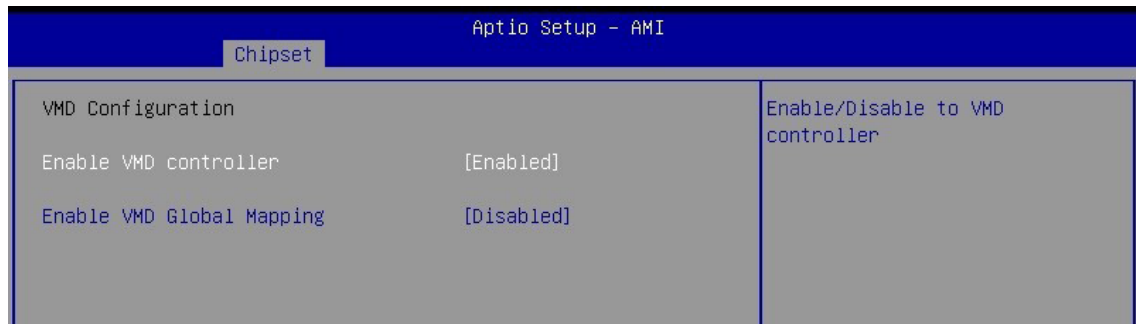 Aptio Setup – AMI
Chipset
VMD Configuration
Enable VMD controller [Enabled]
Enable VMD Global Mapping [Disabled]
Enable/Disable to VMD
controller